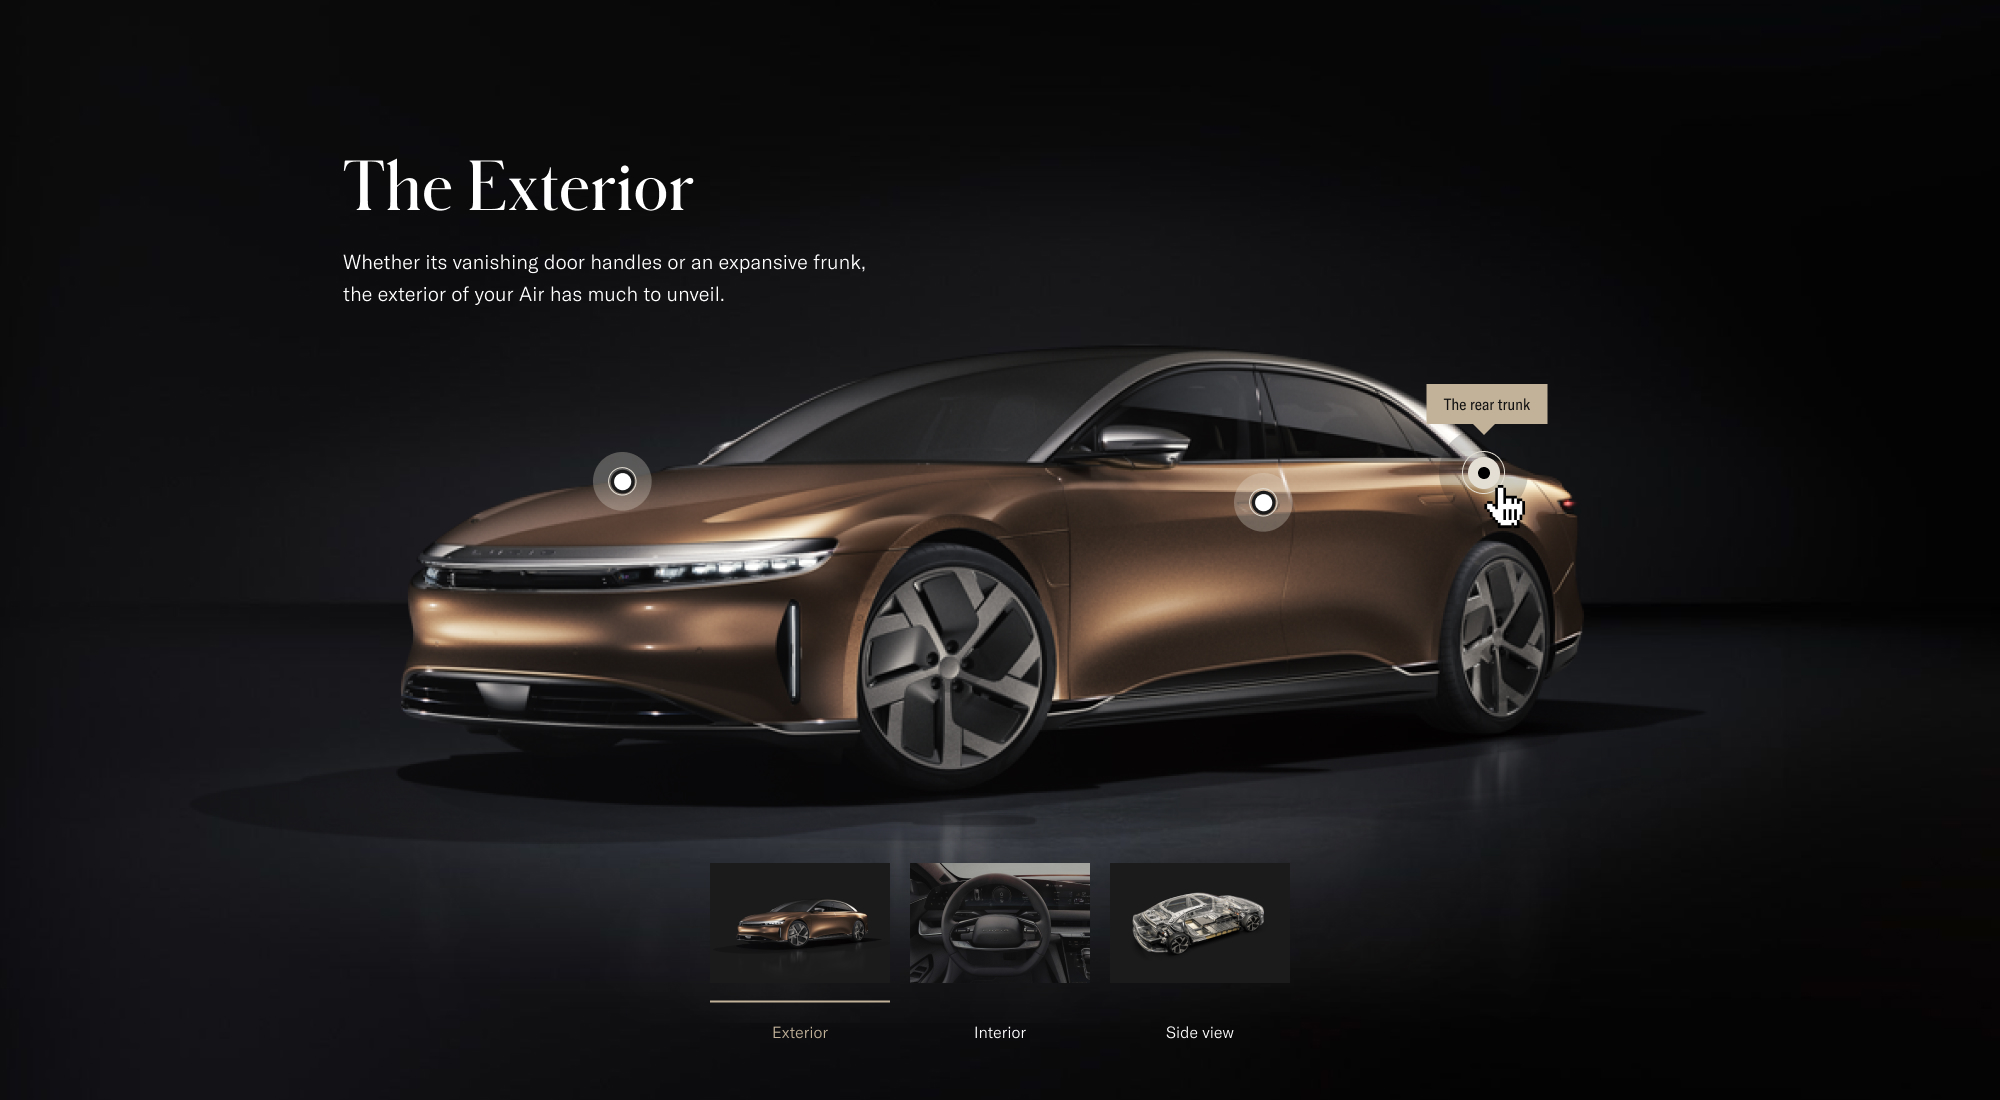 The Exterior
Whether its vanishing door handles or an expansive frunk,
the exterior of your Air has much to unveil.
The rear trunk
LUCID
Exterior
Interior
Side view